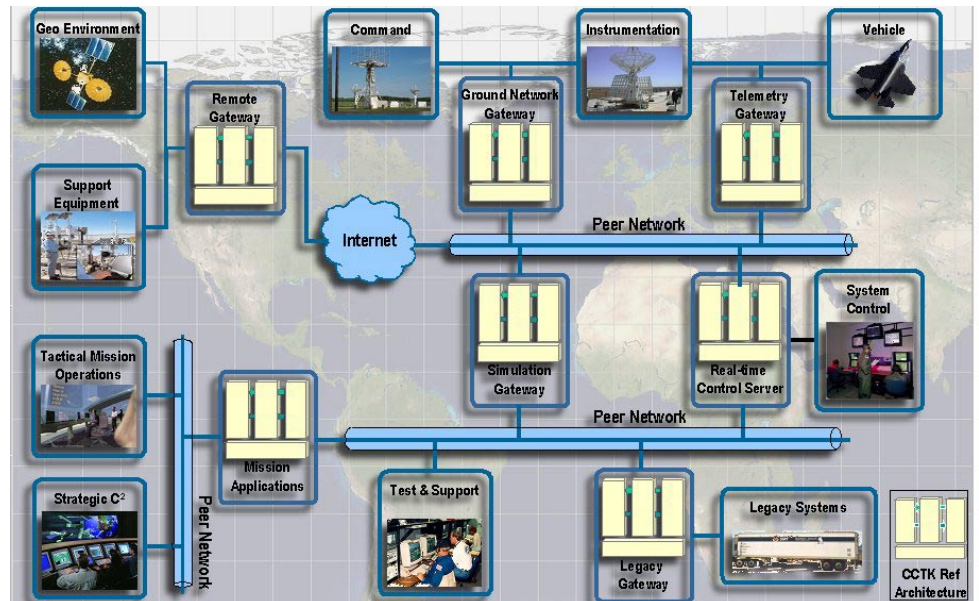 Geo Environment
Command
Instrumentation
Vehicle
Remote
Gateway
Ground Network
Gateway
Telemetry
Gateway
Support
Equipment
Internet
Peer Network
System
Control
Simulation
Gateway
Real-time
Control Server
Tactical Mission
Operations
Peer Network
Mission
Applications
Strategic C²
Peer Network
Test & Support
Legacy
Gateway
Legacy Systems
CCTK Ref
Architecture